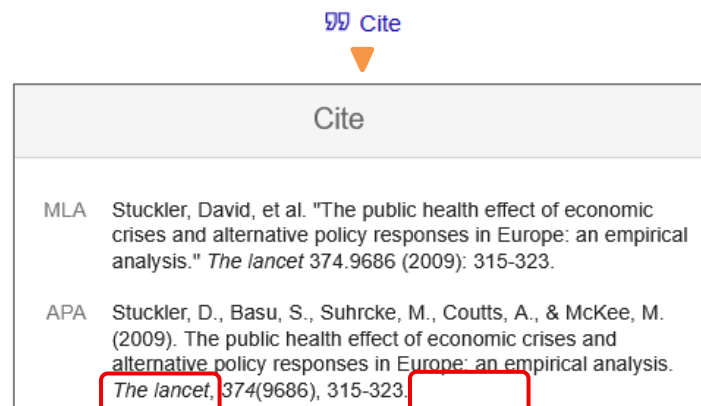 Cite
Cite
MLA Stuckler, David, et al. "The public health effect of economic
crises and alternative policy responses in Europe: an empirical
analysis." The lancet 374.9686 (2009): 315-323.
APA Stuckler, D., Basu, S., Suhrcke, M., Coutts, A., & McKee, M.
(2009). The public health effect of economic crises and
alternative policy responses in Europe: an empirical analysis.
The lancet, 374(9686), 315-323.